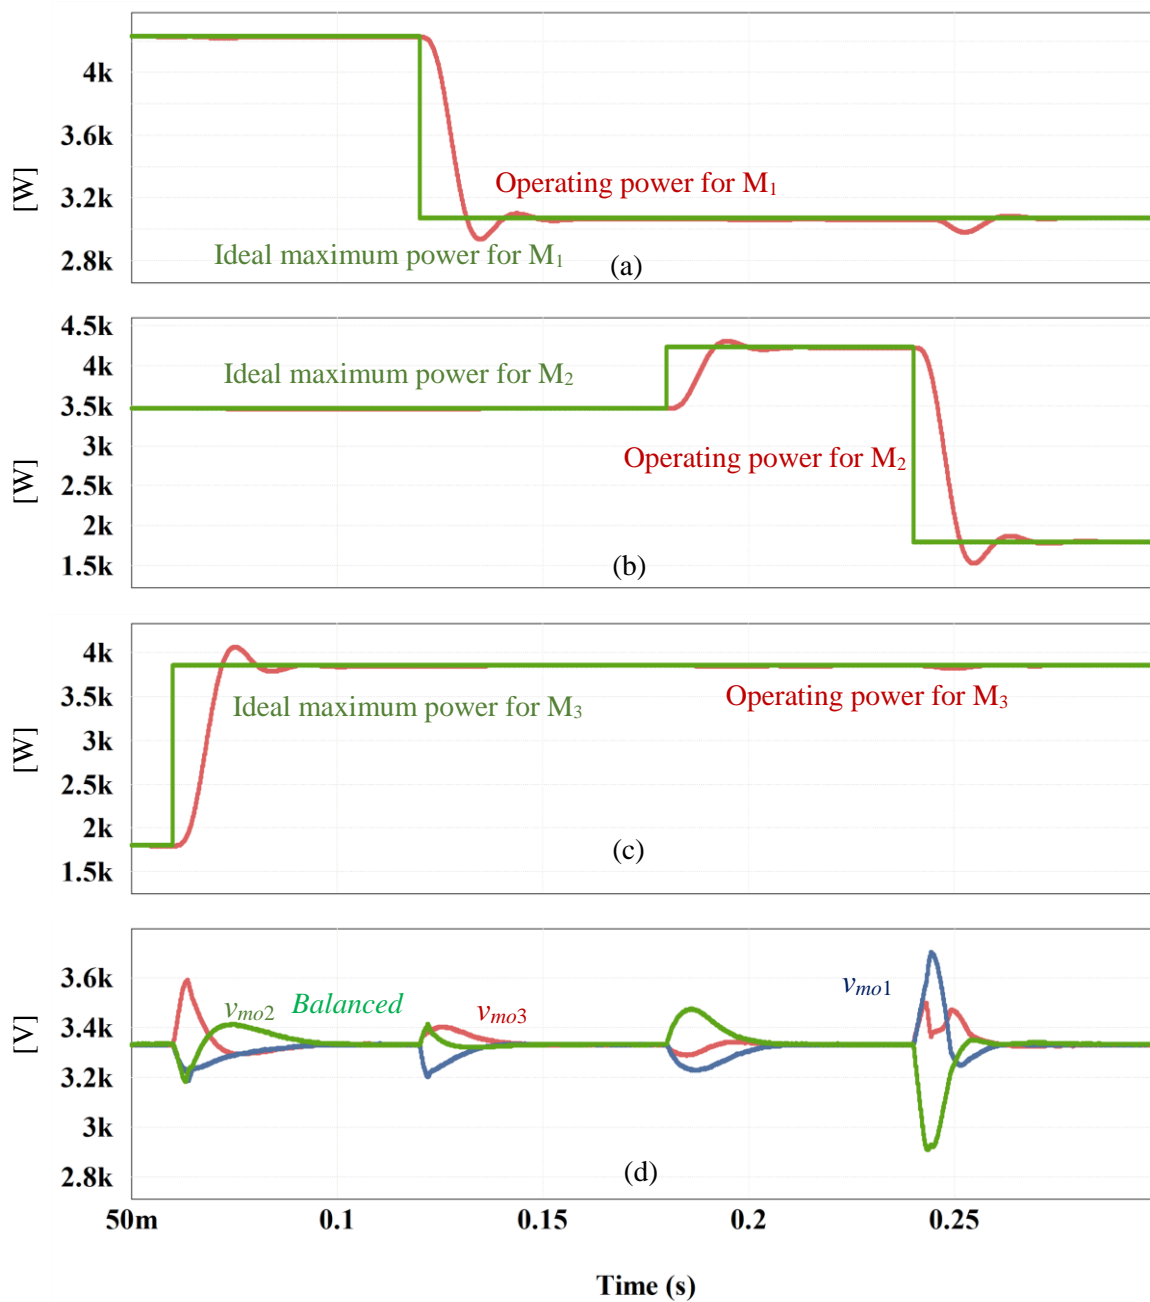 4k
3.6k
[W]
3.2k
Operating power for M₁
Ideal maximum power for M₁
2.8k
(a)
4.5k
4k
Ideal maximum power for M₂
3.5k
3k
[W]
Operating power for M₂
2.5k
2k
1.5k
(b)
4k
3.5k
Ideal maximum power for M₃
Operating power for M₃
[W]
3k
2.5k
2k
(c)
1.5k
3.6k
[V]
vmo2
Balanced
vmo3
vmo1
3.4k
3.2k
3k
2.8k
(d)
50m 0.1 0.15 0.2 0.25
Time (s)